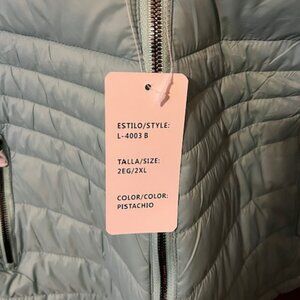 ESTILO/STYLE:
L-4003 B
TALLA/SIZE:
2EG/2XL
COLOR/COLOR:
PISTACHIO